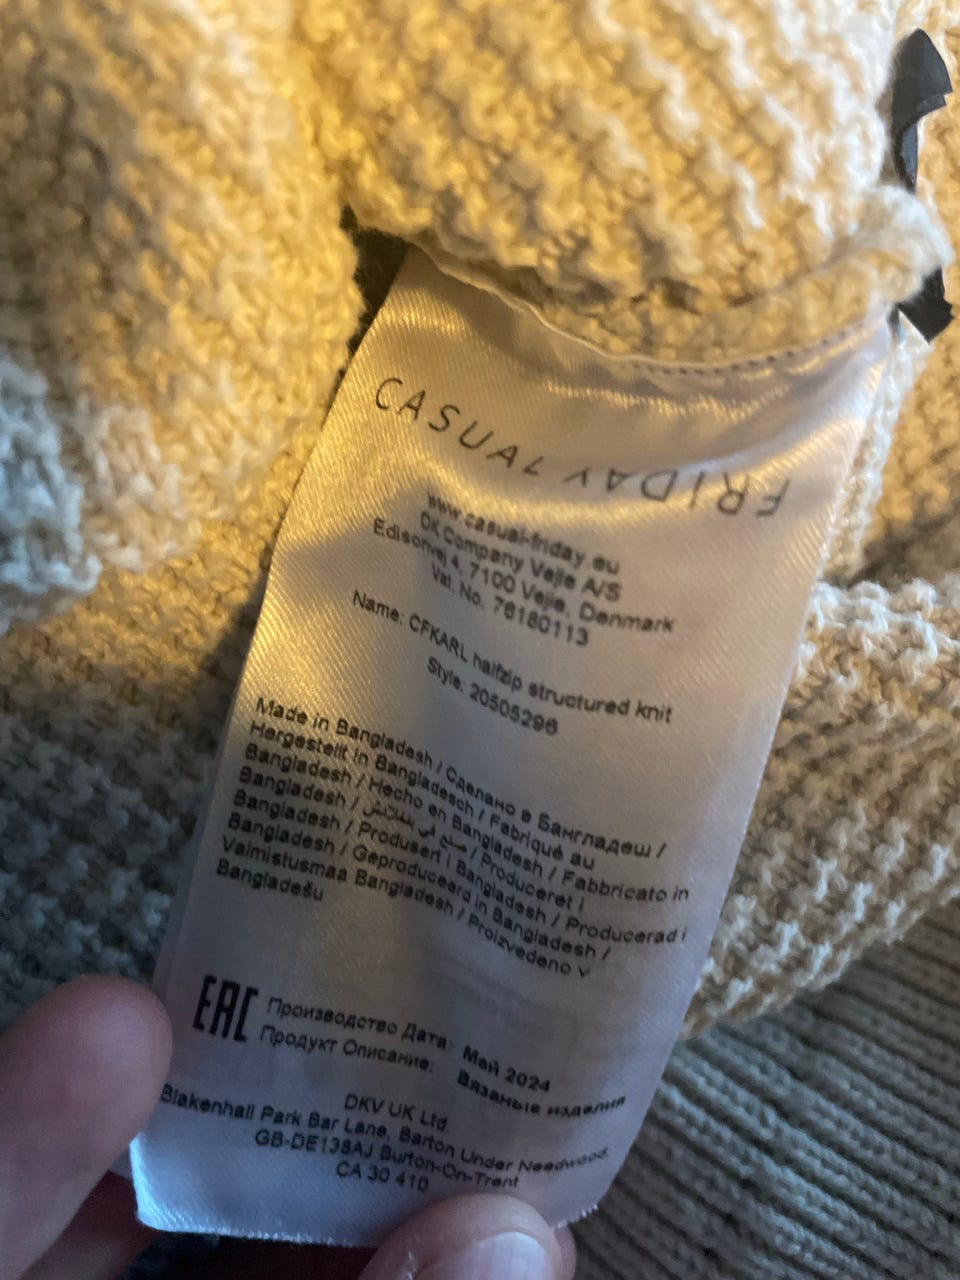 CASUAL FRIDAY
www.casual-friday.eu
DK Company Vejle A/S
Edisonvej 4, 7100 Vejle, Denmark
Vat. No. 76180113
Name: CFKARL halfzip structured knit
Style: 20505296
Made in Bangladesh / Сделано в Бангладеш /
Hergestellt in Bangladesch / Fabriqué au
Bangladesh / Hecho en Bangladesh / Fabbricato in
Bangladesh / صنع في بنغلاديش / Produceret i
Bangladesh / Produsert i Bangladesh / Producerad i
Bangladesh / Geproduceerd in Bangladesh /
Valmistusmaa Bangladesh / Proizvedeno v
Bangladešu
EAC
Производство Дата: Май 2024
Продукт Описание: Вязаные изделия
DKV UK Ltd.
Blakenhall Park Bar Lane, Barton Under Needwood,
GB-DE138AJ Burton-On-Trent
CA 30 410